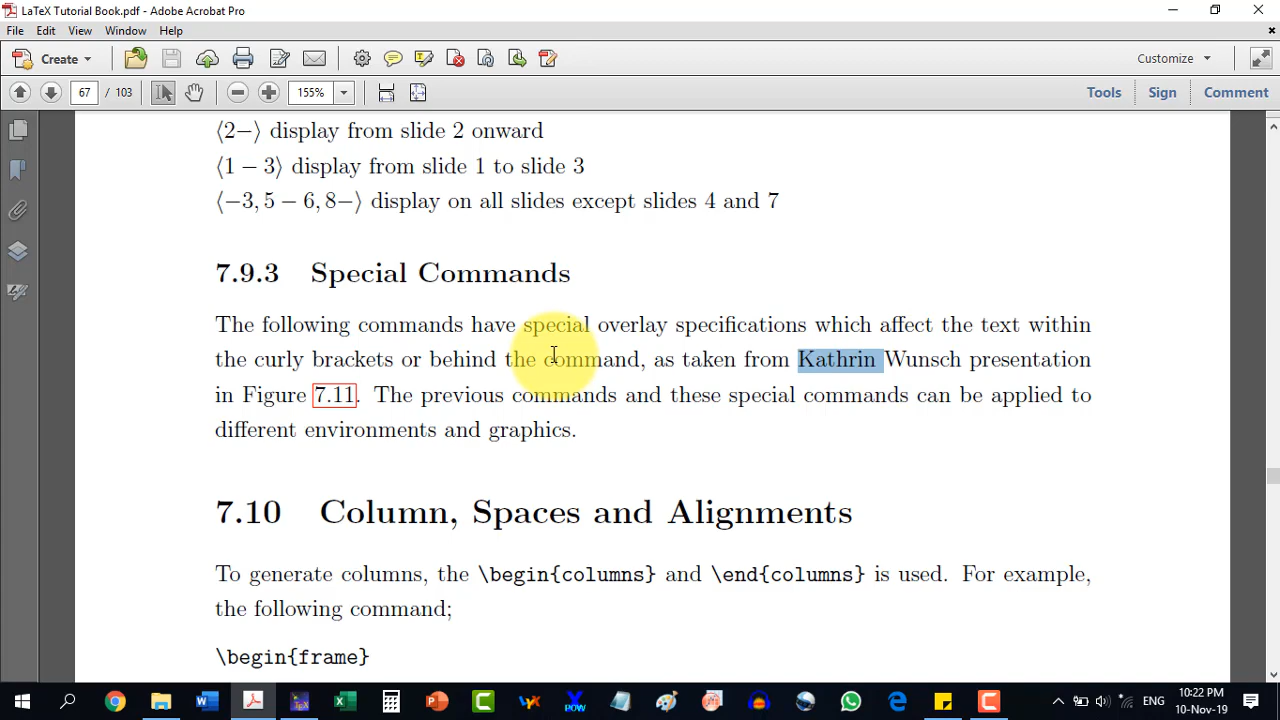 LaTeX Tutorial Book.pdf - Adobe Acrobat Pro
File Edit View Window Help
Create Customize
67 / 103 155% Tools Sign Comment
⟨2−⟩ display from slide 2 onward
⟨1 − 3⟩ display from slide 1 to slide 3
⟨−3, 5 − 6, 8−⟩ display on all slides except slides 4 and 7
7.9.3 Special Commands
The following commands have special overlay specifications which affect the text within
the curly brackets or behind the command, as taken from Kathrin Wunsch presentation
in Figure 7.11. The previous commands and these special commands can be applied to
different environments and graphics.
7.10 Column, Spaces and Alignments
To generate columns, the \begin{columns} and \end{columns} is used. For example,
the following command;
\begin{frame}
ENG
10:22 PM
10-Nov-19